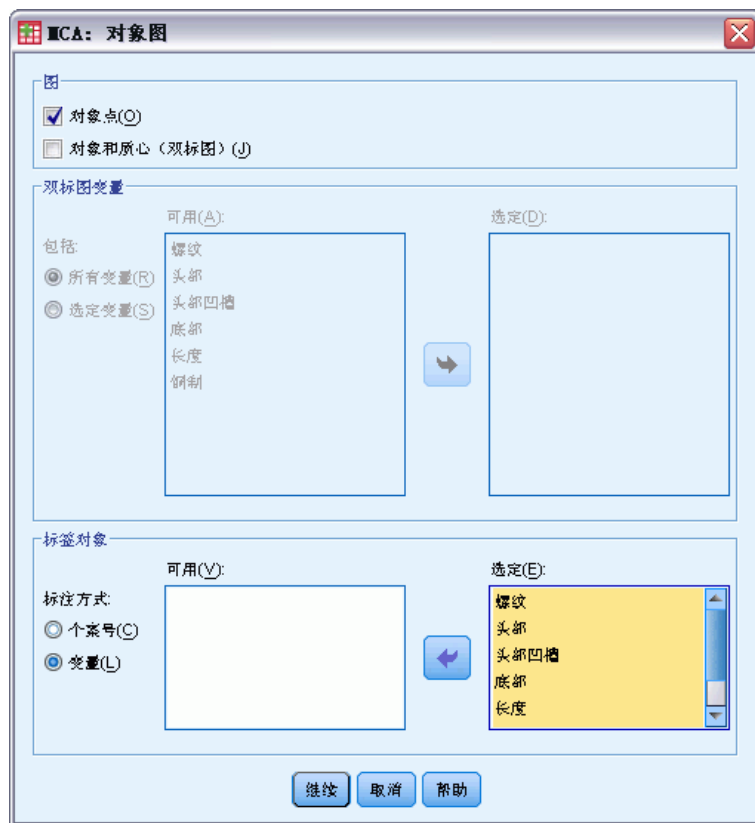 MCA: 对象图
图
对象点(O)
对象和质心（双标图）(J)
双标图变量
可用(A):
选定(D):
包括:
所有变量(R)
选定变量(S)
螺纹
头部
头部凹槽
底部
长度
铜制
标签对象
可用(V):
选定(E):
标注方式:
个案号(C)
变量(L)
螺纹
头部
头部凹槽
底部
长度
继续
取消
帮助